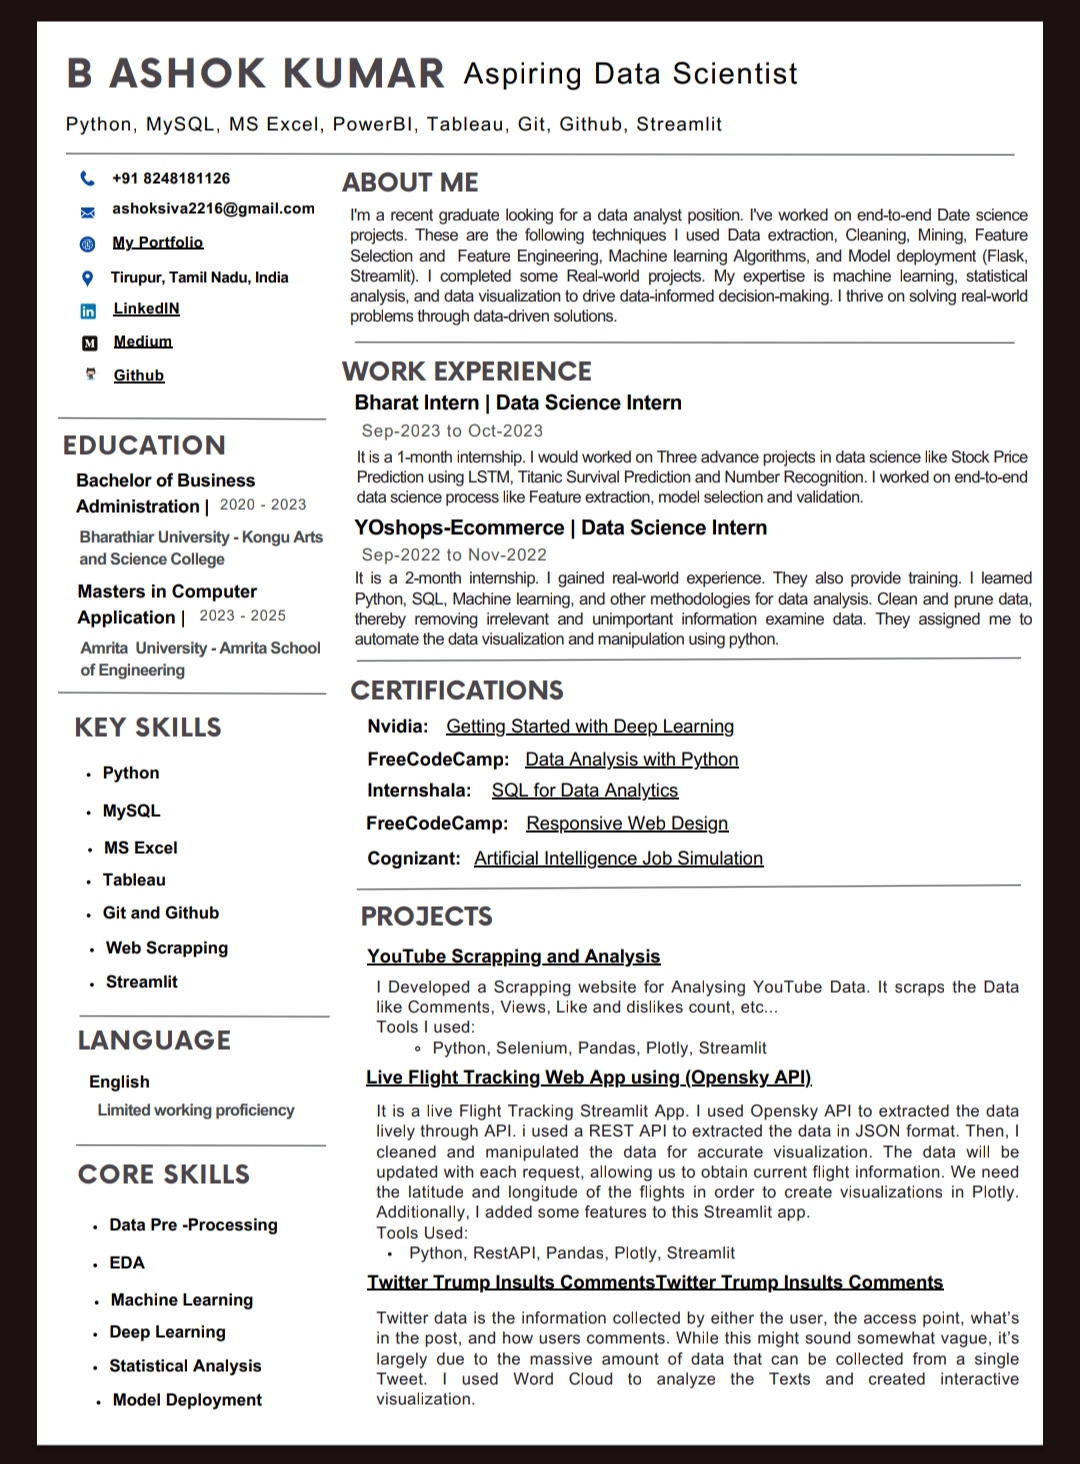 B ASHOK KUMAR Aspiring Data Scientist
Python, MySQL, MS Excel, PowerBI, Tableau, Git, Github, Streamlit
+91 8248181126
ashoksiva2216@gmail.com
My Portfolio
Tirupur, Tamil Nadu, India
LinkedIN
Medium
Github
EDUCATION
Bachelor of Business
Administration | 2020 - 2023
Bharathiar University - Kongu Arts
and Science College
Masters in Computer
Application | 2023 - 2025
Amrita University - Amrita School
of Engineering
KEY SKILLS
• Python
• MySQL
• MS Excel
• Tableau
• Git and Github
• Web Scrapping
• Streamlit
LANGUAGE
English
Limited working proficiency
CORE SKILLS
• Data Pre -Processing
• EDA
• Machine Learning
• Deep Learning
• Statistical Analysis
• Model Deployment
ABOUT ME
I'm a recent graduate looking for a data analyst position. I've worked on end-to-end Date science
projects. These are the following techniques I used Data extraction, Cleaning, Mining, Feature
Selection and Feature Engineering, Machine learning Algorithms, and Model deployment (Flask,
Streamlit). I completed some Real-world projects. My expertise is machine learning, statistical
analysis, and data visualization to drive data-informed decision-making. I thrive on solving real-world
problems through data-driven solutions.
WORK EXPERIENCE
Bharat Intern | Data Science Intern
Sep-2023 to Oct-2023
It is a 1-month internship. I would worked on Three advance projects in data science like Stock Price
Prediction using LSTM, Titanic Survival Prediction and Number Recognition. I worked on end-to-end
data science process like Feature extraction, model selection and validation.
YOshops-Ecommerce | Data Science Intern
Sep-2022 to Nov-2022
It is a 2-month internship. I gained real-world experience. They also provide training. I learned
Python, SQL, Machine learning, and other methodologies for data analysis. Clean and prune data,
thereby removing irrelevant and unimportant information examine data. They assigned me to
automate the data visualization and manipulation using python.
CERTIFICATIONS
Nvidia: Getting Started with Deep Learning
FreeCodeCamp: Data Analysis with Python
Internshala: SQL for Data Analytics
FreeCodeCamp: Responsive Web Design
Cognizant: Artificial Intelligence Job Simulation
PROJECTS
YouTube Scrapping and Analysis
I Developed a Scrapping website for Analysing YouTube Data. It scraps the Data
like Comments, Views, Like and dislikes count, etc...
Tools I used:
◦ Python, Selenium, Pandas, Plotly, Streamlit
Live Flight Tracking Web App using (Opensky API)
It is a live Flight Tracking Streamlit App. I used Opensky API to extracted the data
lively through API. i used a REST API to extracted the data in JSON format. Then, I
cleaned and manipulated the data for accurate visualization. The data will be
updated with each request, allowing us to obtain current flight information. We need
the latitude and longitude of the flights in order to create visualizations in Plotly.
Additionally, I added some features to this Streamlit app.
Tools Used:
• Python, RestAPI, Pandas, Plotly, Streamlit
Twitter Trump Insults CommentsTwitter Trump Insults Comments
Twitter data is the information collected by either the user, the access point, what's
in the post, and how users comments. While this might sound somewhat vague, it's
largely due to the massive amount of data that can be collected from a single
Tweet. I used Word Cloud to analyze the Texts and created interactive
visualization.